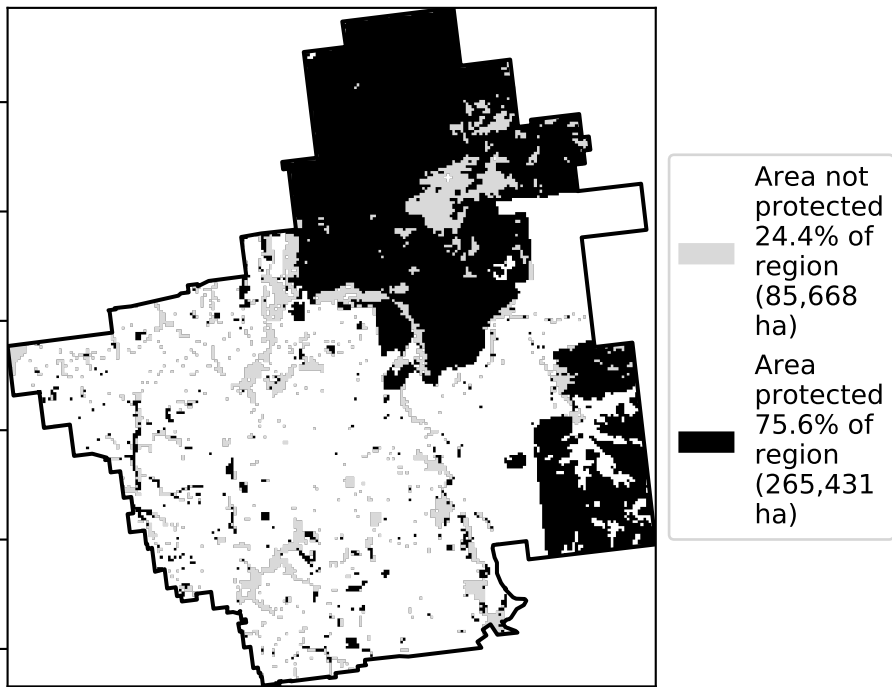 Area not
protected
24.4% of
region
(85,668
ha)
Area
protected
75.6% of
region
(265,431
ha)